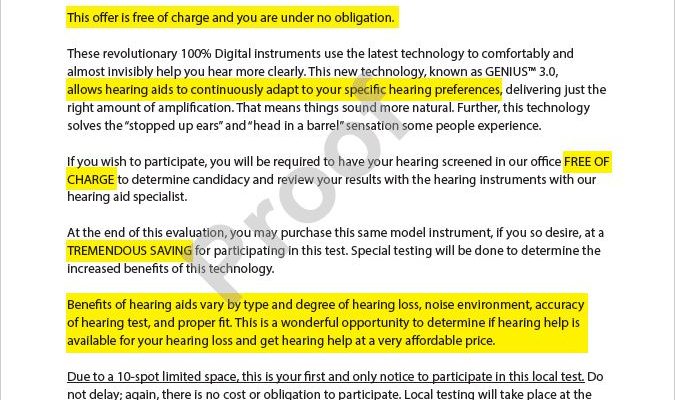 This offer is free of charge and you are under no obligation.
These revolutionary 100% Digital instruments use the latest technology to comfortably and
almost invisibly help you hear more clearly. This new technology, known as GENIUS™ 3.0,
allows hearing aids to continuously adapt to your specific hearing preferences, delivering just the
right amount of amplification. That means things sound more natural. Further, this technology
solves the “stopped up ears” and “head in a barrel” sensation some people experience.
If you wish to participate, you will be required to have your hearing screened in our office FREE OF
CHARGE to determine candidacy and review your results with the hearing instruments with our
hearing aid specialist.
At the end of this evaluation, you may purchase this same model instrument, if you so desire, at a
TREMENDOUS SAVING for participating in this test. Special testing will be done to determine the
increased benefits of this technology.
Benefits of hearing aids vary by type and degree of hearing loss, noise environment, accuracy
of hearing test, and proper fit. This is a wonderful opportunity to determine if hearing help is
available for your hearing loss and get hearing help at a very affordable price.
Due to a 10-spot limited space, this is your first and only notice to participate in this local test. Do
not delay; again, there is no cost or obligation to participate. Local testing will take place at the
Proof